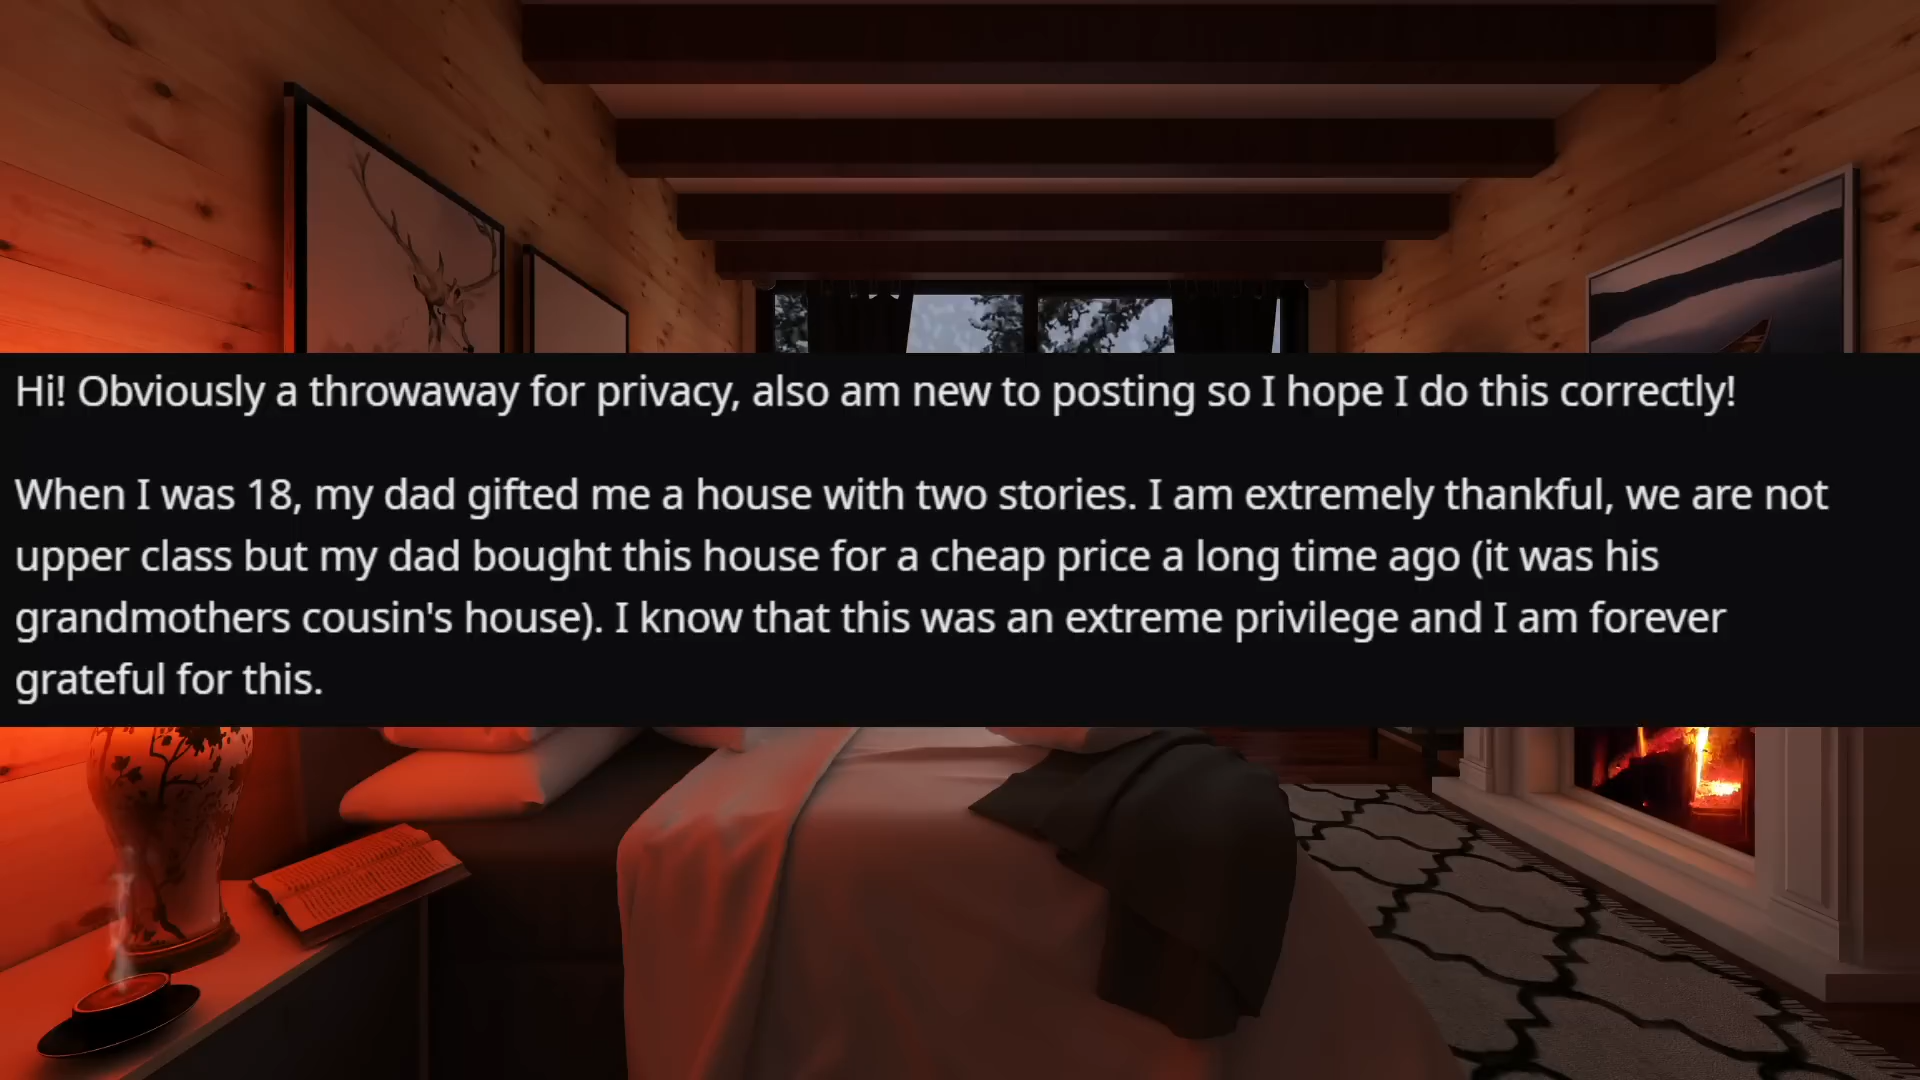 Hi! Obviously a throwaway for privacy, also am new to posting so I hope I do this correctly!
When I was 18, my dad gifted me a house with two stories. I am extremely thankful, we are not
upper class but my dad bought this house for a cheap price a long time ago (it was his
grandmothers cousin's house). I know that this was an extreme privilege and I am forever
grateful for this.